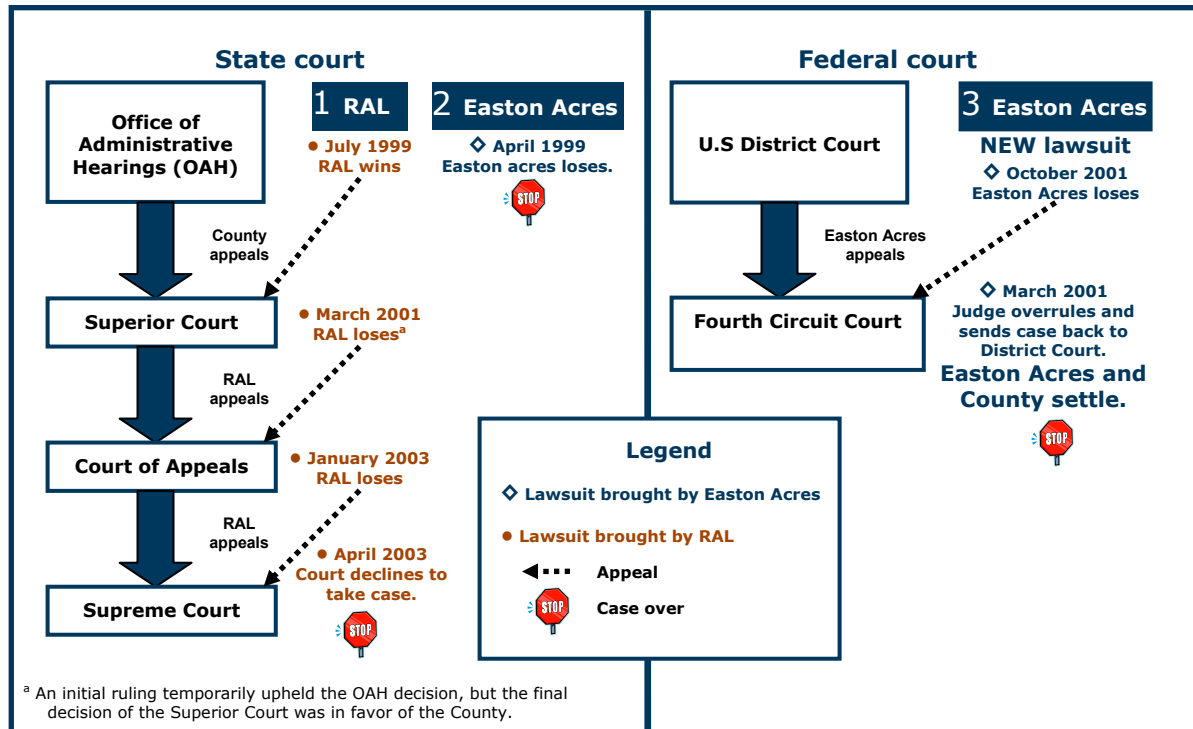 State court
Office of
Administrative
Hearings (OAH)
1 RAL
• July 1999
RAL wins
2 Easton Acres
◇ April 1999
Easton acres loses.
STOP
County
appeals
Superior Court
• March 2001
RAL losesᵃ
RAL
appeals
Court of Appeals
• January 2003
RAL loses
RAL
appeals
Supreme Court
• April 2003
Court declines to
take case.
STOP
ᵃ An initial ruling temporarily upheld the OAH decision, but the final
decision of the Superior Court was in favor of the County.
Federal court
U.S District Court
3 Easton Acres
NEW lawsuit
◇ October 2001
Easton Acres loses
Easton Acres
appeals
Fourth Circuit Court
◇ March 2001
Judge overrules and
sends case back to
District Court.
Easton Acres and
County settle.
STOP
Legend
◇ Lawsuit brought by Easton Acres
• Lawsuit brought by RAL
Appeal
STOP Case over